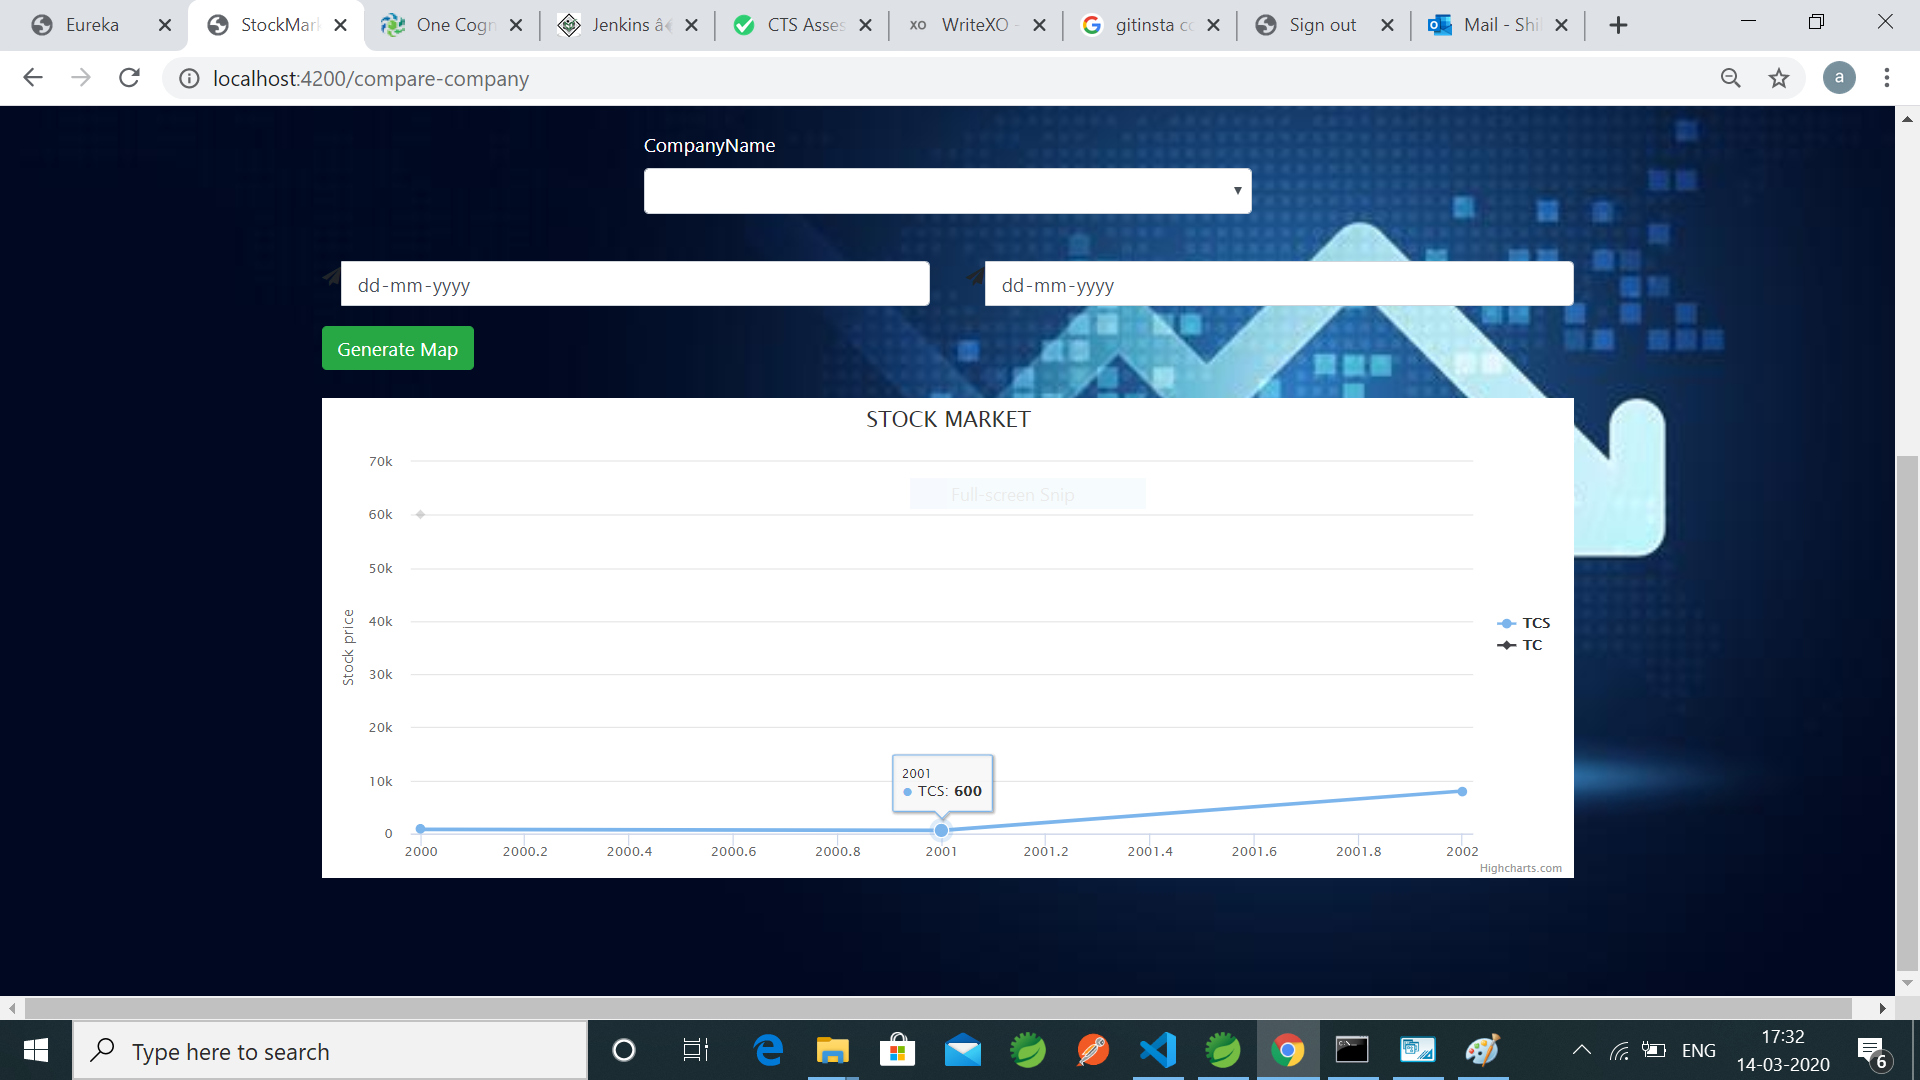 Eureka
StockMark
One Cogn
Jenkins â
CTS Asses
WriteXO -
gitinsta co
Sign out
Mail - Shi
localhost:4200/compare-company
a
CompanyName
dd-mm-yyyy
dd-mm-yyyy
Generate Map
STOCK MARKET
Full-screen Snip
70k
60k
50k
40k
30k
20k
10k
0
Stock price
TCS
TC
2001
TCS: 600
2000 2000.2 2000.4 2000.6 2000.8 2001 2001.2 2001.4 2001.6 2001.8 2002
Highcharts.com
Type here to search
ENG
17:32
14-03-2020
6